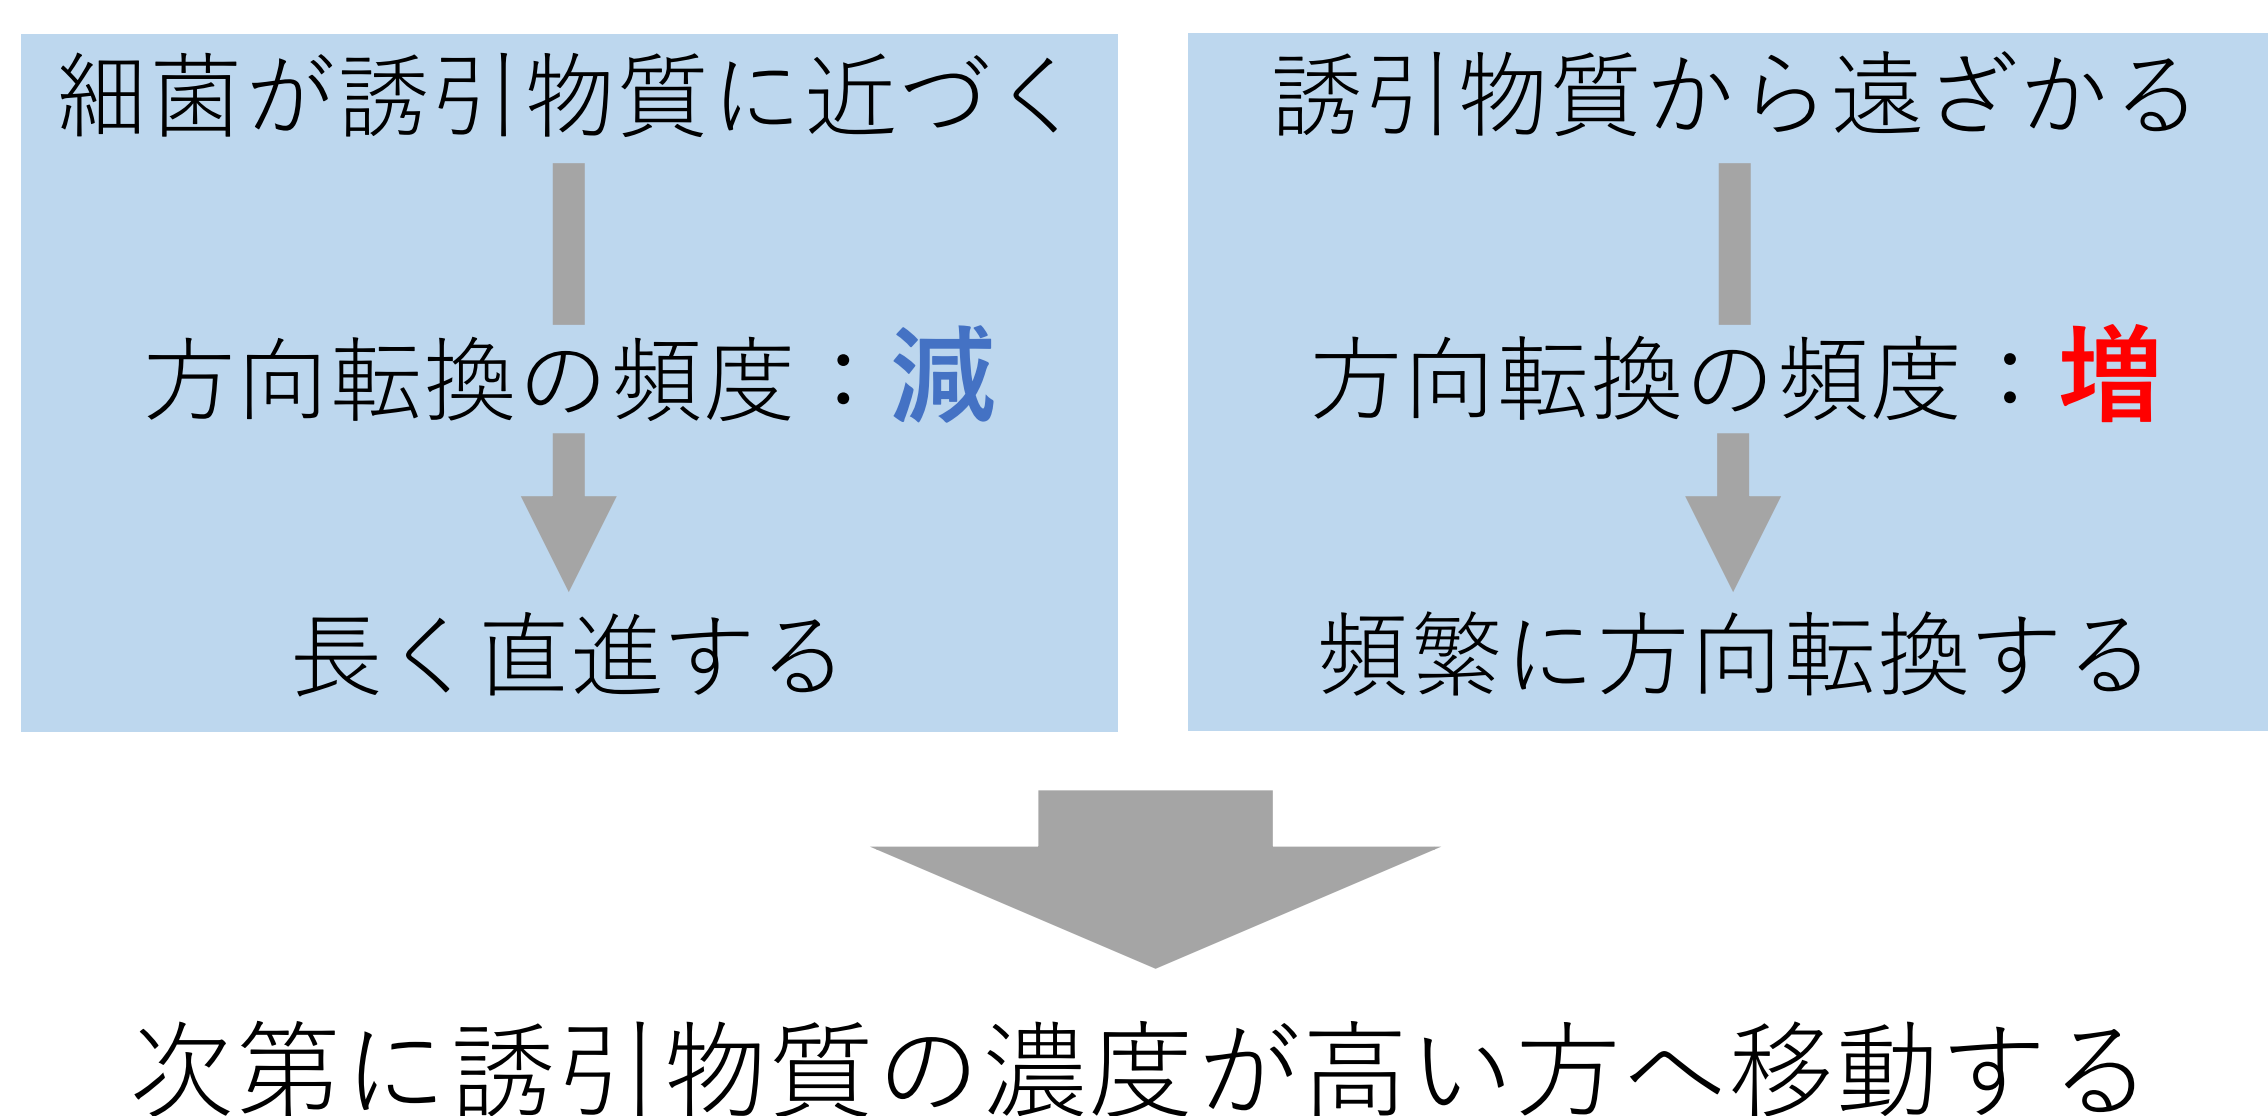 細菌が誘引物質に近づく
方向転換の頻度：減
長く直進する
誘引物質から遠ざかる
方向転換の頻度：増
頻繁に方向転換する
次第に誘引物質の濃度が高い方へ移動する